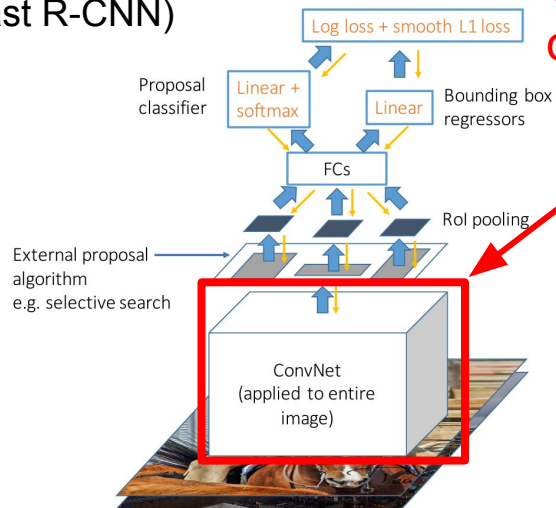 ast R-CNN)
Log loss + smooth L1 loss
Proposal
classifier
Linear +
softmax
Linear
Bounding box
regressors
FCs
RoI pooling
External proposal
algorithm
e.g. selective search
ConvNet
(applied to entire
image)